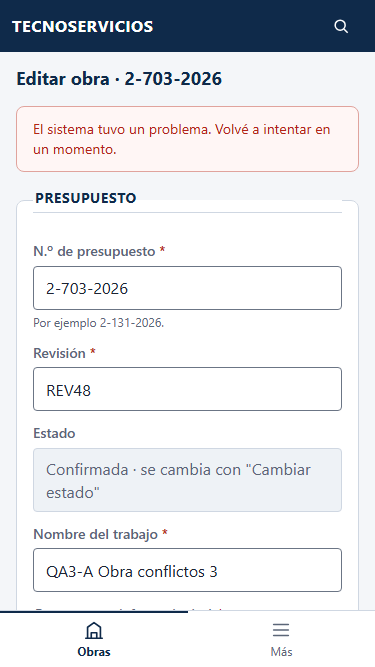 TECNOSERVICIOS
Editar obra · 2-703-2026
El sistema tuvo un problema. Volvé a intentar en
un momento.
PRESUPUESTO
N.º de presupuesto *
2-703-2026
Por ejemplo 2-131-2026.
Revisión *
REV48
Estado
Confirmada · se cambia con "Cambiar
estado"
Nombre del trabajo *
QA3-A Obra conflictos 3
Obras
Más